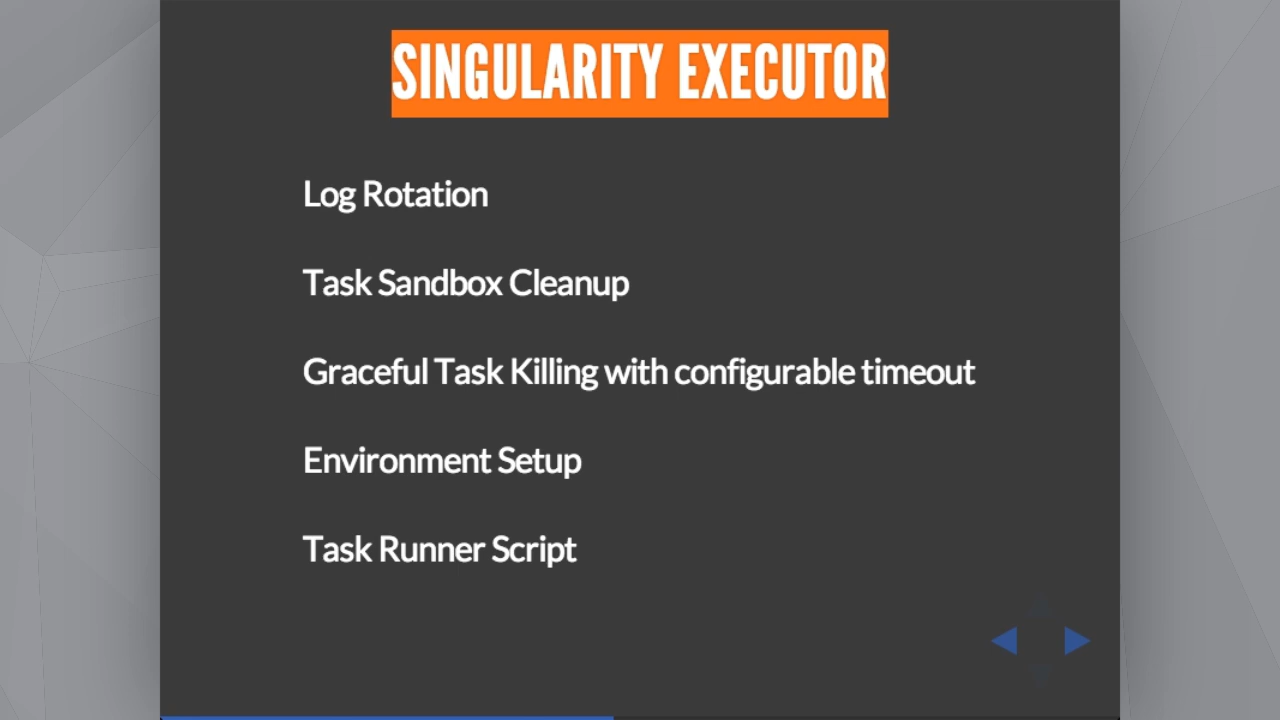 SINGULARITY EXECUTOR
Log Rotation
Task Sandbox Cleanup
Graceful Task Killing with configurable timeout
Environment Setup
Task Runner Script